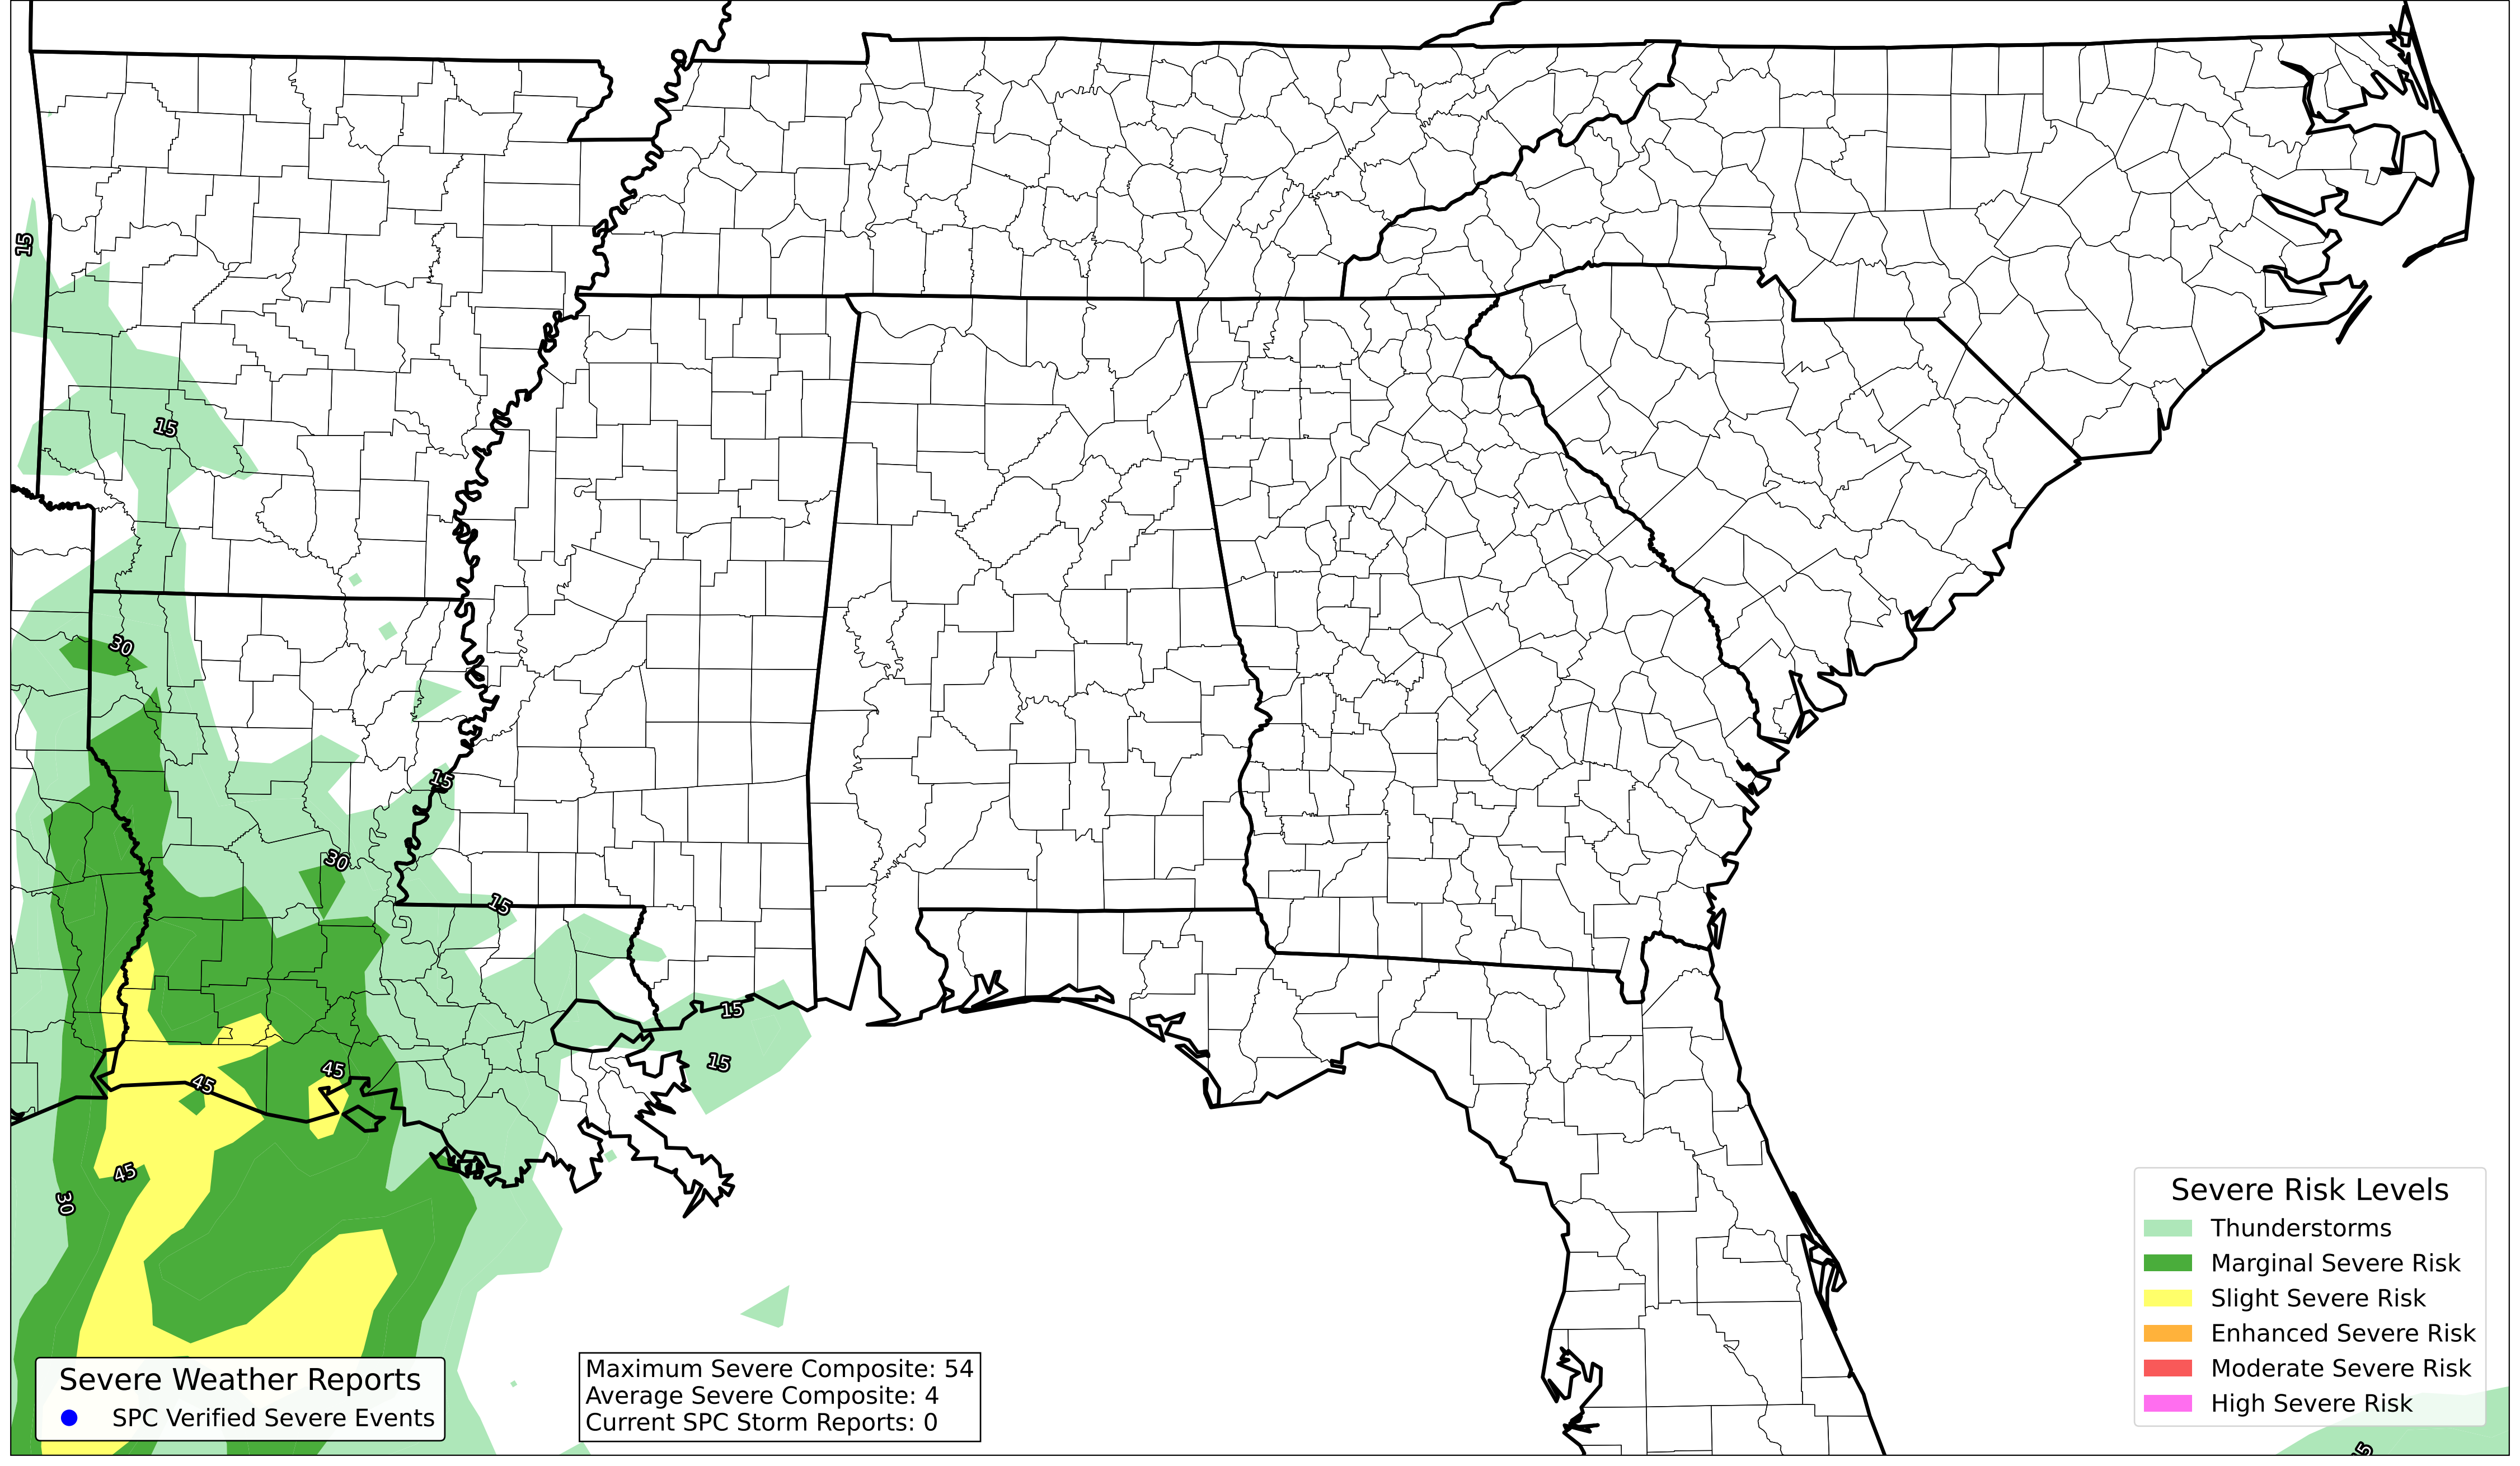 15
15
30
15
30
15
15
15
45
45
45
30
Severe Risk Levels
Thunderstorms
Marginal Severe Risk
Slight Severe Risk
Enhanced Severe Risk
Moderate Severe Risk
High Severe Risk
Severe Weather Reports
SPC Verified Severe Events
Maximum Severe Composite: 54
Average Severe Composite: 4
Current SPC Storm Reports: 0